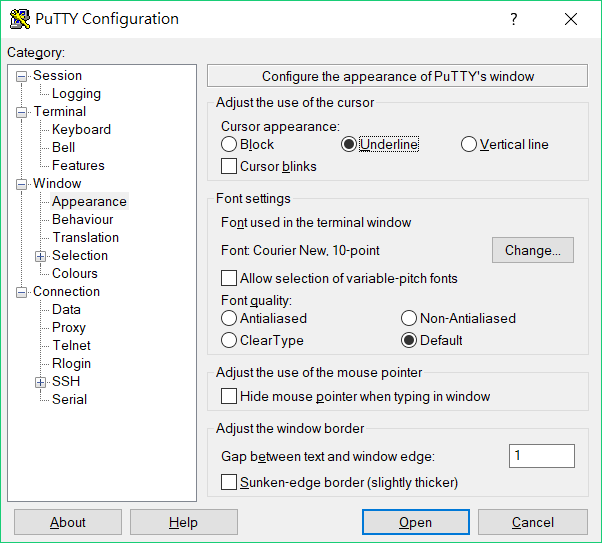 PuTTY Configuration
Category:
Session
Logging
Terminal
Keyboard
Bell
Features
Window
Appearance
Behaviour
Translation
Selection
Colours
Connection
Data
Proxy
Telnet
Rlogin
SSH
Serial
Configure the appearance of PuTTY's window
Adjust the use of the cursor
Cursor appearance:
Block Underline Vertical line
Cursor blinks
Font settings
Font used in the terminal window
Font: Courier New, 10-point Change...
Allow selection of variable-pitch fonts
Font quality:
Antialiased Non-Antialiased
ClearType Default
Adjust the use of the mouse pointer
Hide mouse pointer when typing in window
Adjust the window border
Gap between text and window edge: 1
Sunken-edge border (slightly thicker)
About Help Open Cancel